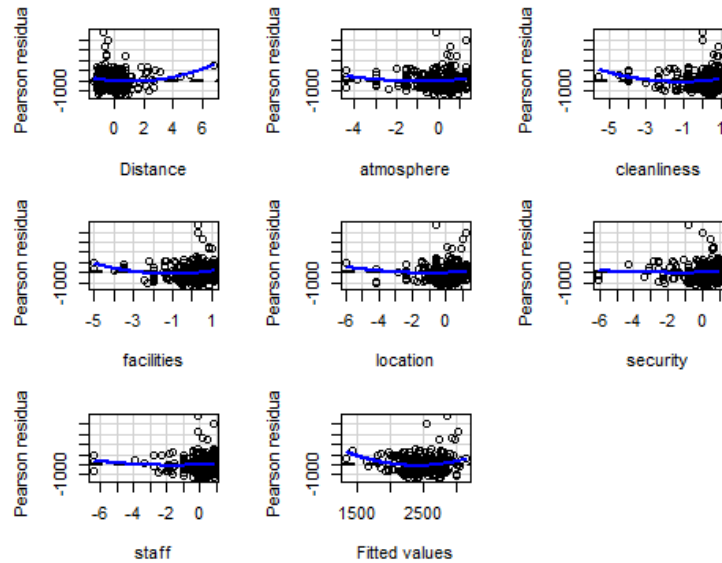 Pearson residua
-1000
0 2 4 6
Distance
Pearson residua
-1000
-4 -2 0
atmosphere
Pearson residua
-1000
-5 -3 -1 1
cleanliness
Pearson residua
-1000
-5 -3 -1 1
facilities
Pearson residua
-1000
-6 -4 -2 0
location
Pearson residua
-1000
-6 -4 -2 0
security
Pearson residua
-1000
-6 -4 -2 0
staff
Pearson residua
-1000
1500 2500
Fitted values